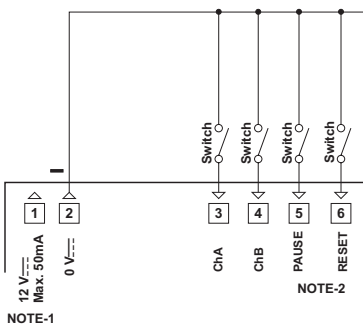 Switch
Switch
Switch
Switch
1
2
3
4
5
6
12 V
Max. 50mA
0 V
ChA
ChB
PAUSE
RESET
NOTE-1
NOTE-2